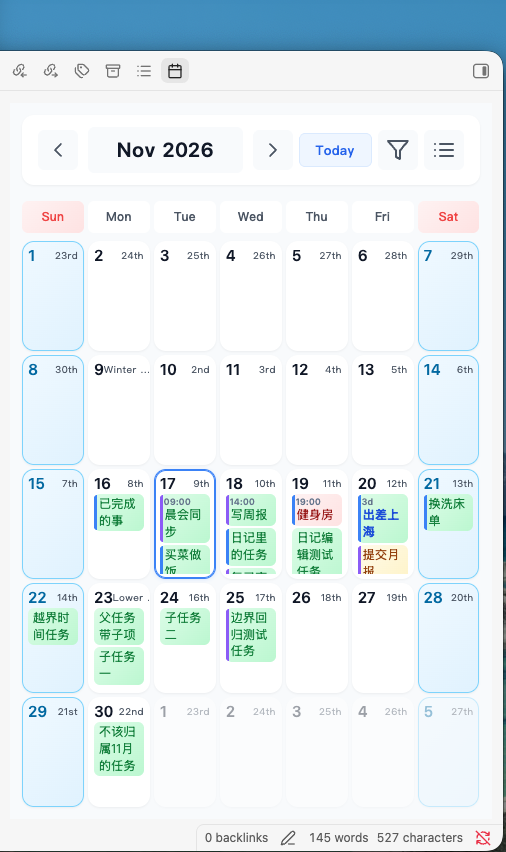 Nov 2026
Today
Sun Mon Tue Wed Thu Fri Sat
1 23rd 2 24th 3 25th 4 26th 5 27th 6 28th 7 29th
8 30th 9 Winter ... 10 2nd 11 3rd 12 4th 13 5th 14 6th
15 7th
16 8th
已完成
的事
17 9th
09:00
晨会同
步
买菜做
饭
18 10th
14:00
写周报
日记里
的任务
19 11th
19:00
健身房
日记编
辑测试
任务
20 12th
3d
出差上
海
提交月
报
21 13th
换洗床
单
22 14th
越界时
间任务
23 Lower .
父任务
带子项
子任务
一
24 16th
子任务
二
25 17th
边界回
归测试
任务
26 18th
27 19th
28 20th
29 21st
30 22nd
不该归
属11月
的任务
1 23rd
2 24th
3 25th
4 26th
5 27th
0 backlinks 145 words 527 characters